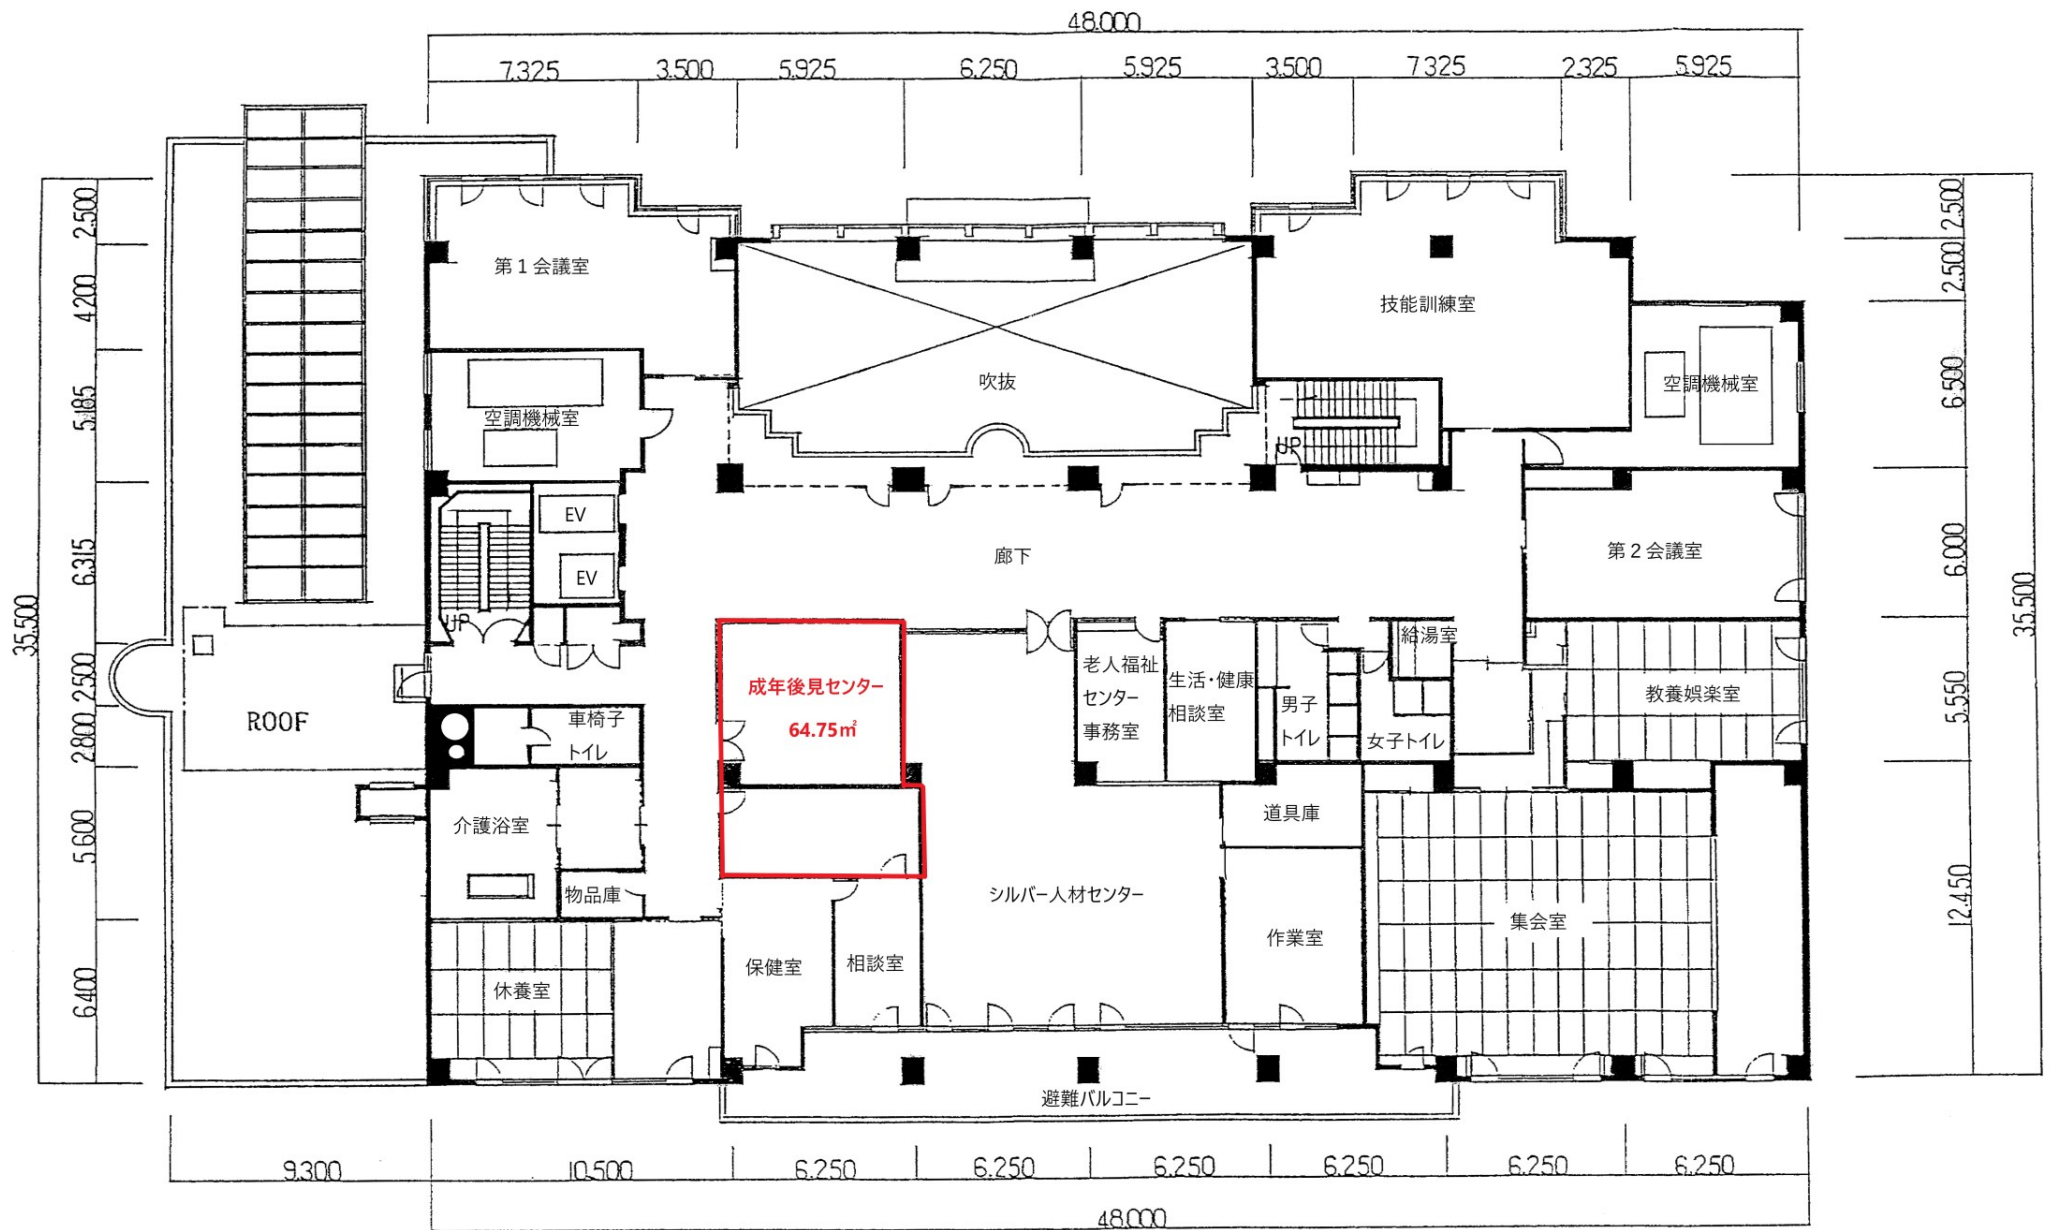 48.000
7.325
3.500
5.925
6.250
5.925
3.500
7.325
2.325
5.925
2.500
4.200
5.185
6.315
2.500
2.800
5.600
6.400
35.500
第１会議室
空調機械室
吹抜
技能訓練室
空調機械室
UP
EV
EV
UP
廊下
第２会議室
ROOF
成年後見センター
64.75㎡
車椅子
トイレ
老人福祉
センター
事務室
生活・健康
相談室
男子
トイレ
給湯室
女子トイレ
教養娯楽室
介護浴室
物品庫
道具庫
シルバー人材センター
作業室
集会室
休養室
保健室
相談室
避難バルコニー
2.500
2.500
6.500
6.000
5.550
12.450
35.500
9.300
10.500
6.250
6.250
6.250
6.250
6.250
6.250
48.000